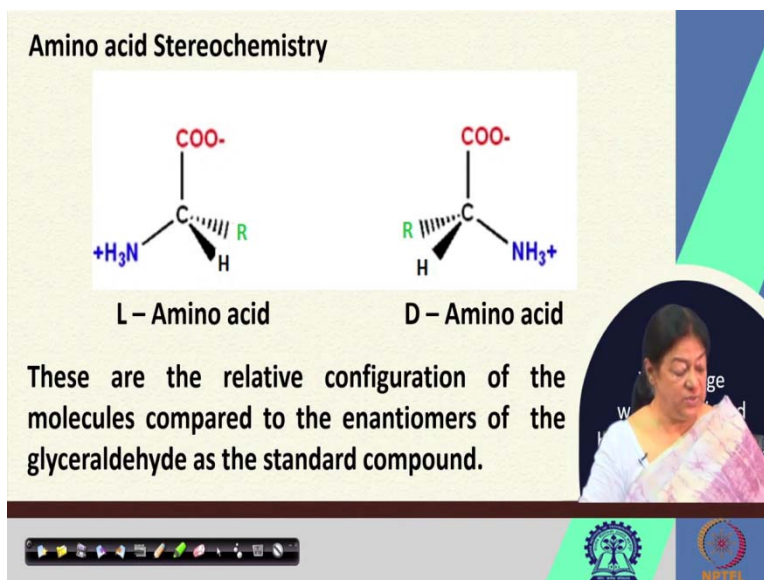 Amino acid Stereochemistry
COO-
C
R
+H₃N
H
L – Amino acid
COO-
C
R
H
NH₃+
D – Amino acid
These are the relative configuration of the
molecules compared to the enantiomers of the
glyceraldehyde as the standard compound.
NPTEL